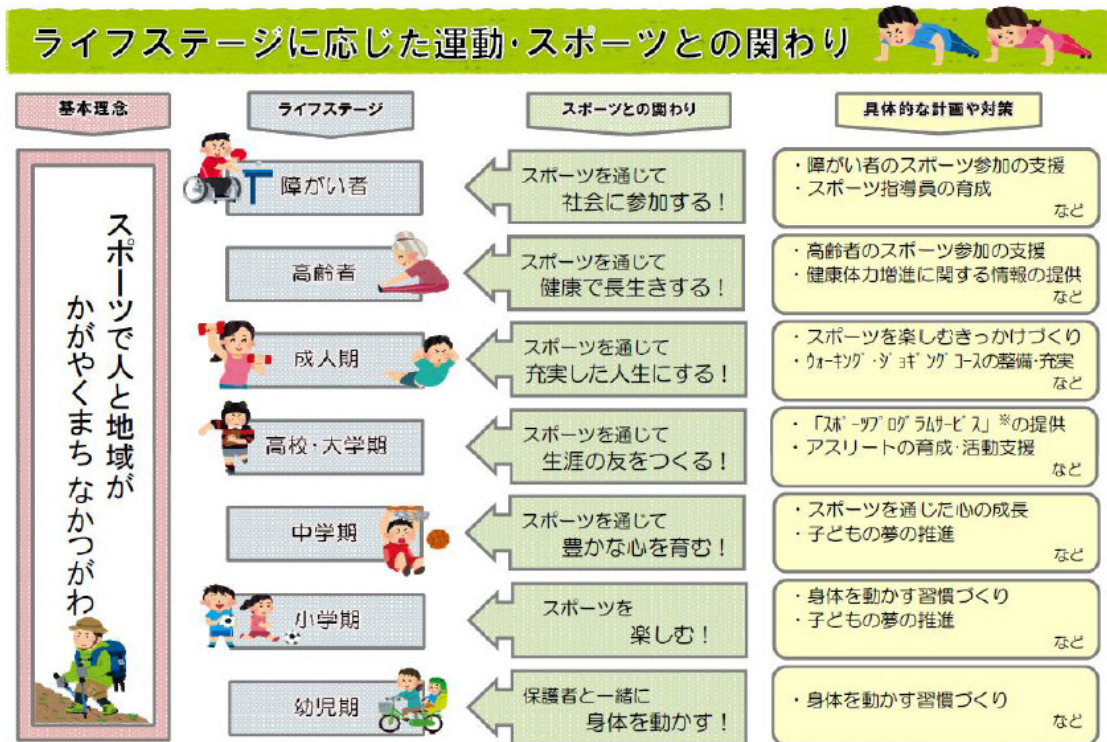 ライフステージに応じた運動・スポーツとの関わり
基本理念
ライフステージ
スポーツとの関わり
具体的な計画や対策
スポーツで人と地域が
かがやくまち なかつがわ
障がい者
スポーツを通じて
社会に参加する！
・障がい者のスポーツ参加の支援
・スポーツ指導員の育成
など
高齢者
スポーツを通じて
健康で長生きする！
・高齢者のスポーツ参加の支援
・健康体力増進に関する情報の提供
など
成人期
スポーツを通じて
充実した人生にする！
・スポーツを楽しむきっかけづくり
・ｳｫｰｷﾝｸﾞ・ｼﾞｮｷﾞﾝｸﾞｺｰｽの整備・充実
など
高校・大学期
スポーツを通じて
生涯の友をつくる！
・「ｽﾎﾟｰﾂﾌﾟﾛｸﾞﾗﾑｻｰﾋﾞｽ」※の提供
・アスリートの育成・活動支援
など
中学期
スポーツを通じて
豊かな心を育む！
・スポーツを通じた心の成長
・子どもの夢の推進
など
小学期
スポーツを
楽しむ！
・身体を動かす習慣づくり
・子どもの夢の推進
など
幼児期
保護者と一緒に
身体を動かす！
・身体を動かす習慣づくり
など